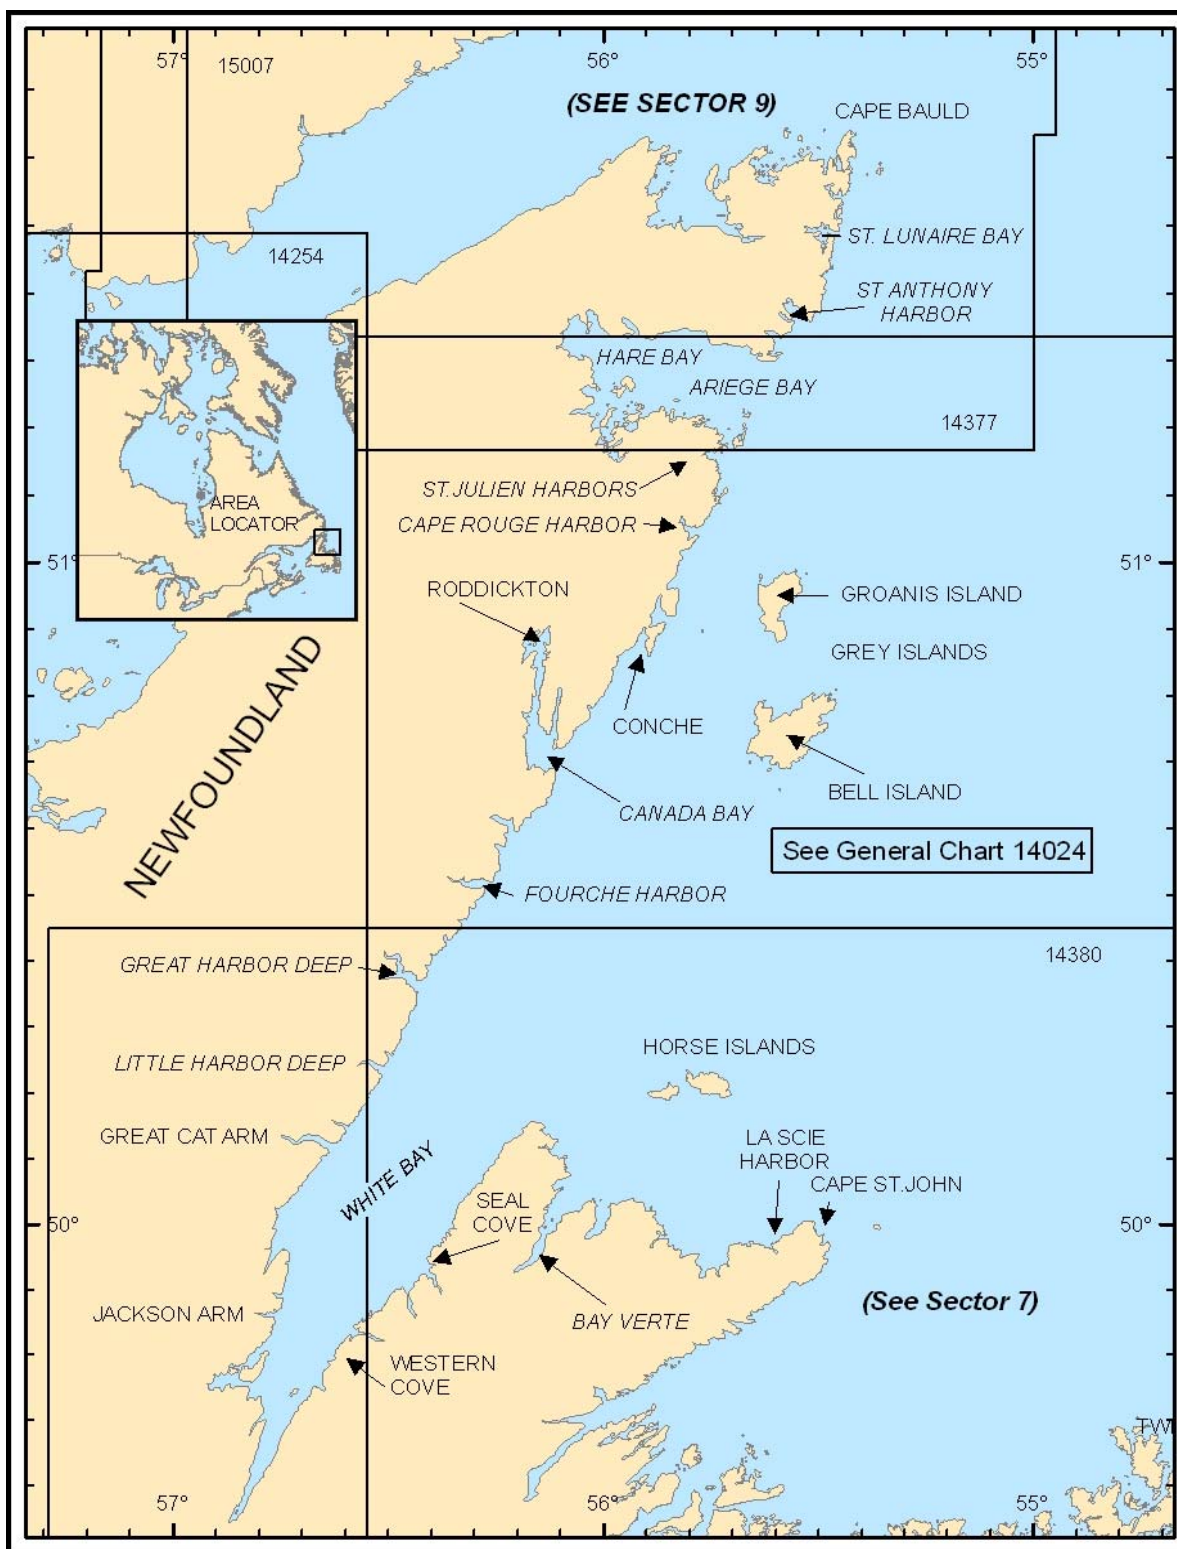 57°
15007
56°
55°
(SEE SECTOR 9)
CAPE BAULD
ST. LUNAIRE BAY
14254
ST ANTHONY
HARBOR
HARE BAY
ARIEGE BAY
14377
ST.JULIEN HARBORS
CAPE ROUGE HARBOR
AREA
LOCATOR
51°
51°
RODDICKTON
GROANIS ISLAND
GREY ISLANDS
NEWFOUNDLAND
CONCHE
BELL ISLAND
CANADA BAY
See General Chart 14024
FOURCHE HARBOR
GREAT HARBOR DEEP
14380
HORSE ISLANDS
LITTLE HARBOR DEEP
GREAT CAT ARM
LA SCIE
HARBOR
WHITE BAY
CAPE ST.JOHN
SEAL
COVE
50°
50°
(See Sector 7)
JACKSON ARM
BAY VERTE
WESTERN
COVE
TWI
57°
56°
55°